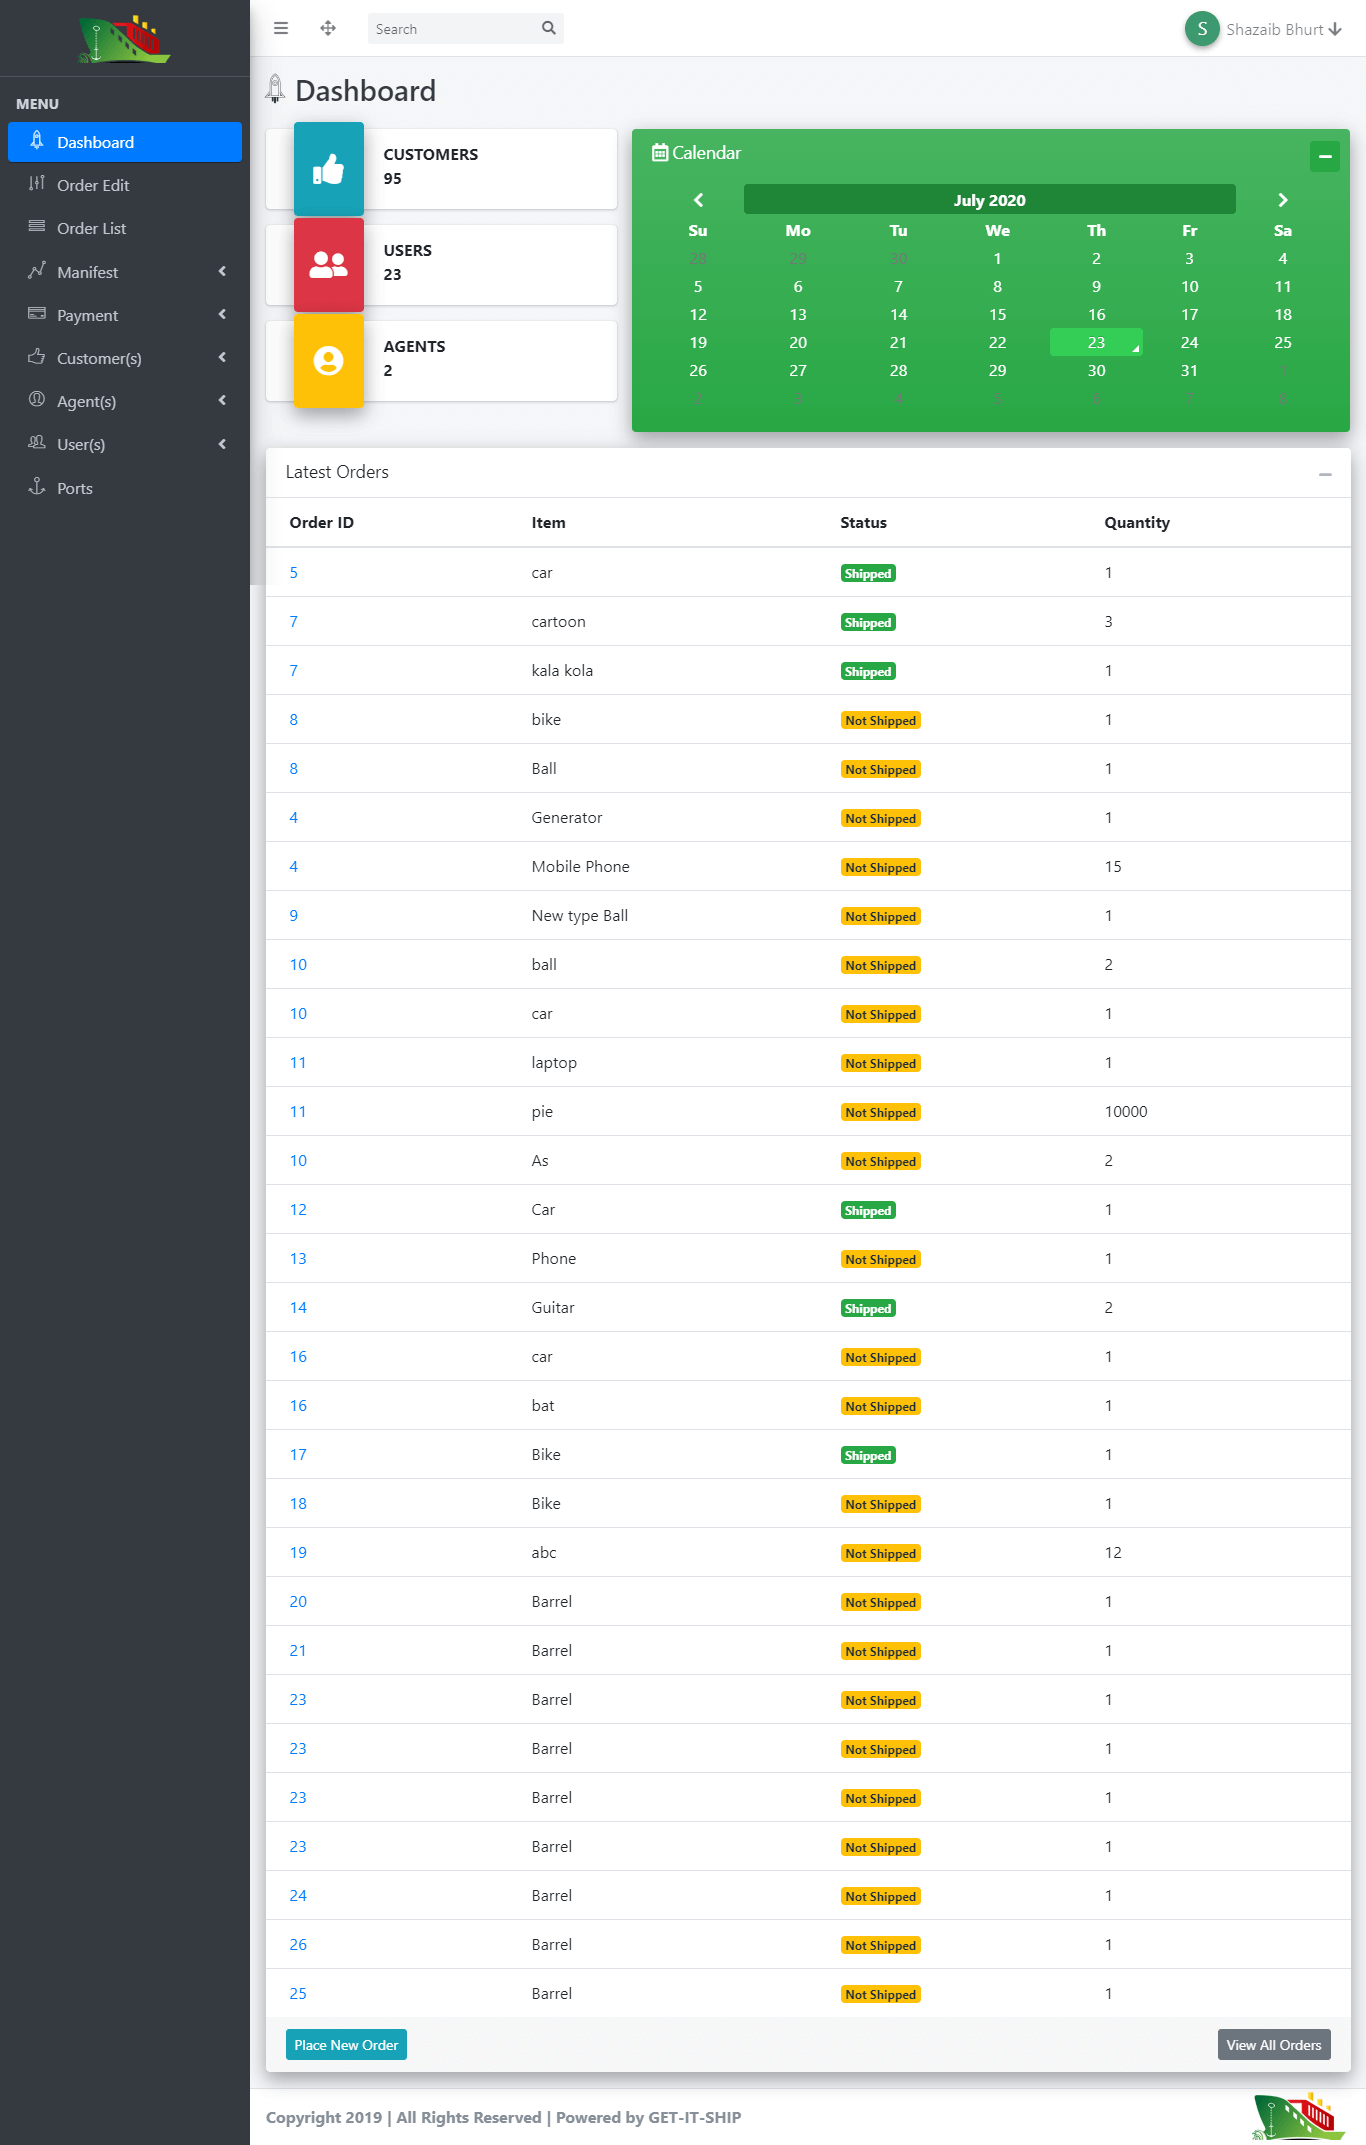 Search
S Shazaib Bhurt
MENU
Dashboard
Order Edit
Order List
Manifest
Payment
Customer(s)
Agent(s)
User(s)
Ports
Dashboard
CUSTOMERS
95
USERS
23
AGENTS
2
Calendar
July 2020
Su Mo Tu We Th Fr Sa
28 29 30 1 2 3 4
5 6 7 8 9 10 11
12 13 14 15 16 17 18
19 20 21 22 23 24 25
26 27 28 29 30 31 1
2 3 4 5 6 7 8
Latest Orders
Order ID Item Status Quantity
5 car Shipped 1
7 cartoon Shipped 3
7 kala kola Shipped 1
8 bike Not Shipped 1
8 Ball Not Shipped 1
4 Generator Not Shipped 1
4 Mobile Phone Not Shipped 15
9 New type Ball Not Shipped 1
10 ball Not Shipped 2
10 car Not Shipped 1
11 laptop Not Shipped 1
11 pie Not Shipped 10000
10 As Not Shipped 2
12 Car Shipped 1
13 Phone Not Shipped 1
14 Guitar Shipped 2
16 car Not Shipped 1
16 bat Not Shipped 1
17 Bike Shipped 1
18 Bike Not Shipped 1
19 abc Not Shipped 12
20 Barrel Not Shipped 1
21 Barrel Not Shipped 1
23 Barrel Not Shipped 1
23 Barrel Not Shipped 1
23 Barrel Not Shipped 1
23 Barrel Not Shipped 1
24 Barrel Not Shipped 1
26 Barrel Not Shipped 1
25 Barrel Not Shipped 1
Place New Order View All Orders
Copyright 2019 | All Rights Reserved | Powered by GET-IT-SHIP